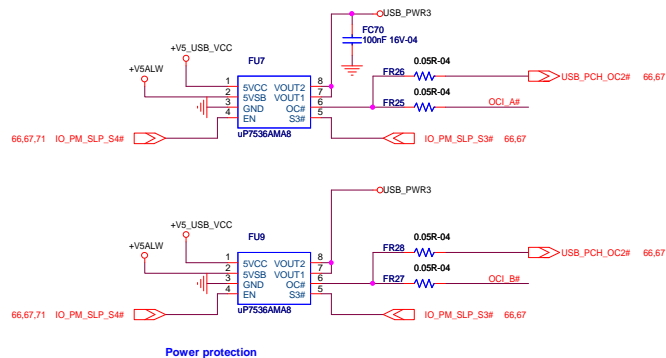 USB_PWR3
FC70
100nF 16V-04
+V5_USB_VCC
FU7
+V5ALW
0.05R-04
1 5VCC VOUT2 8
2 5VSB VOUT1 7
3 GND OC# 6
4 EN S3# 5
FR26
USB_PCH_OC2# 66,67
0.05R-04
FR25
OCI_A#
uP7536AMA8
66,67,71 IO_PM_SLP_S4#
IO_PM_SLP_S3# 66,67
USB_PWR3
+V5_USB_VCC
FU9
+V5ALW
0.05R-04
1 5VCC VOUT2 8
2 5VSB VOUT1 7
3 GND OC# 6
4 EN S3# 5
FR28
USB_PCH_OC2# 66,67
0.05R-04
FR27
OCI_B#
uP7536AMA8
66,67,71 IO_PM_SLP_S4#
IO_PM_SLP_S3# 66,67
Power protection